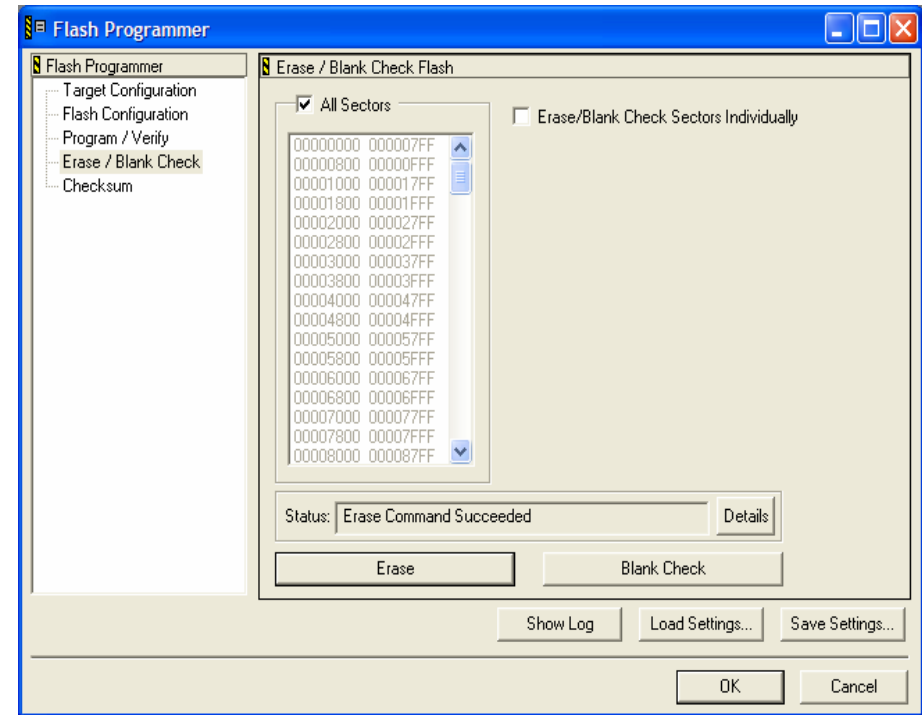 Flash Programmer
Flash Programmer
Target Configuration
Flash Configuration
Program / Verify
Erase / Blank Check
Checksum
Erase / Blank Check Flash
All Sectors
Erase/Blank Check Sectors Individually
00000000 000007FF
00000800 00000FFF
00001000 000017FF
00001800 00001FFF
00002000 000027FF
00002800 00002FFF
00003000 000037FF
00003800 00003FFF
00004000 000047FF
00004800 00004FFF
00005000 000057FF
00005800 00005FFF
00006000 000067FF
00006800 00006FFF
00007000 000077FF
00007800 00007FFF
00008000 000087FF
Status: Erase Command Succeeded Details
Erase Blank Check
Show Log Load Settings... Save Settings...
OK Cancel